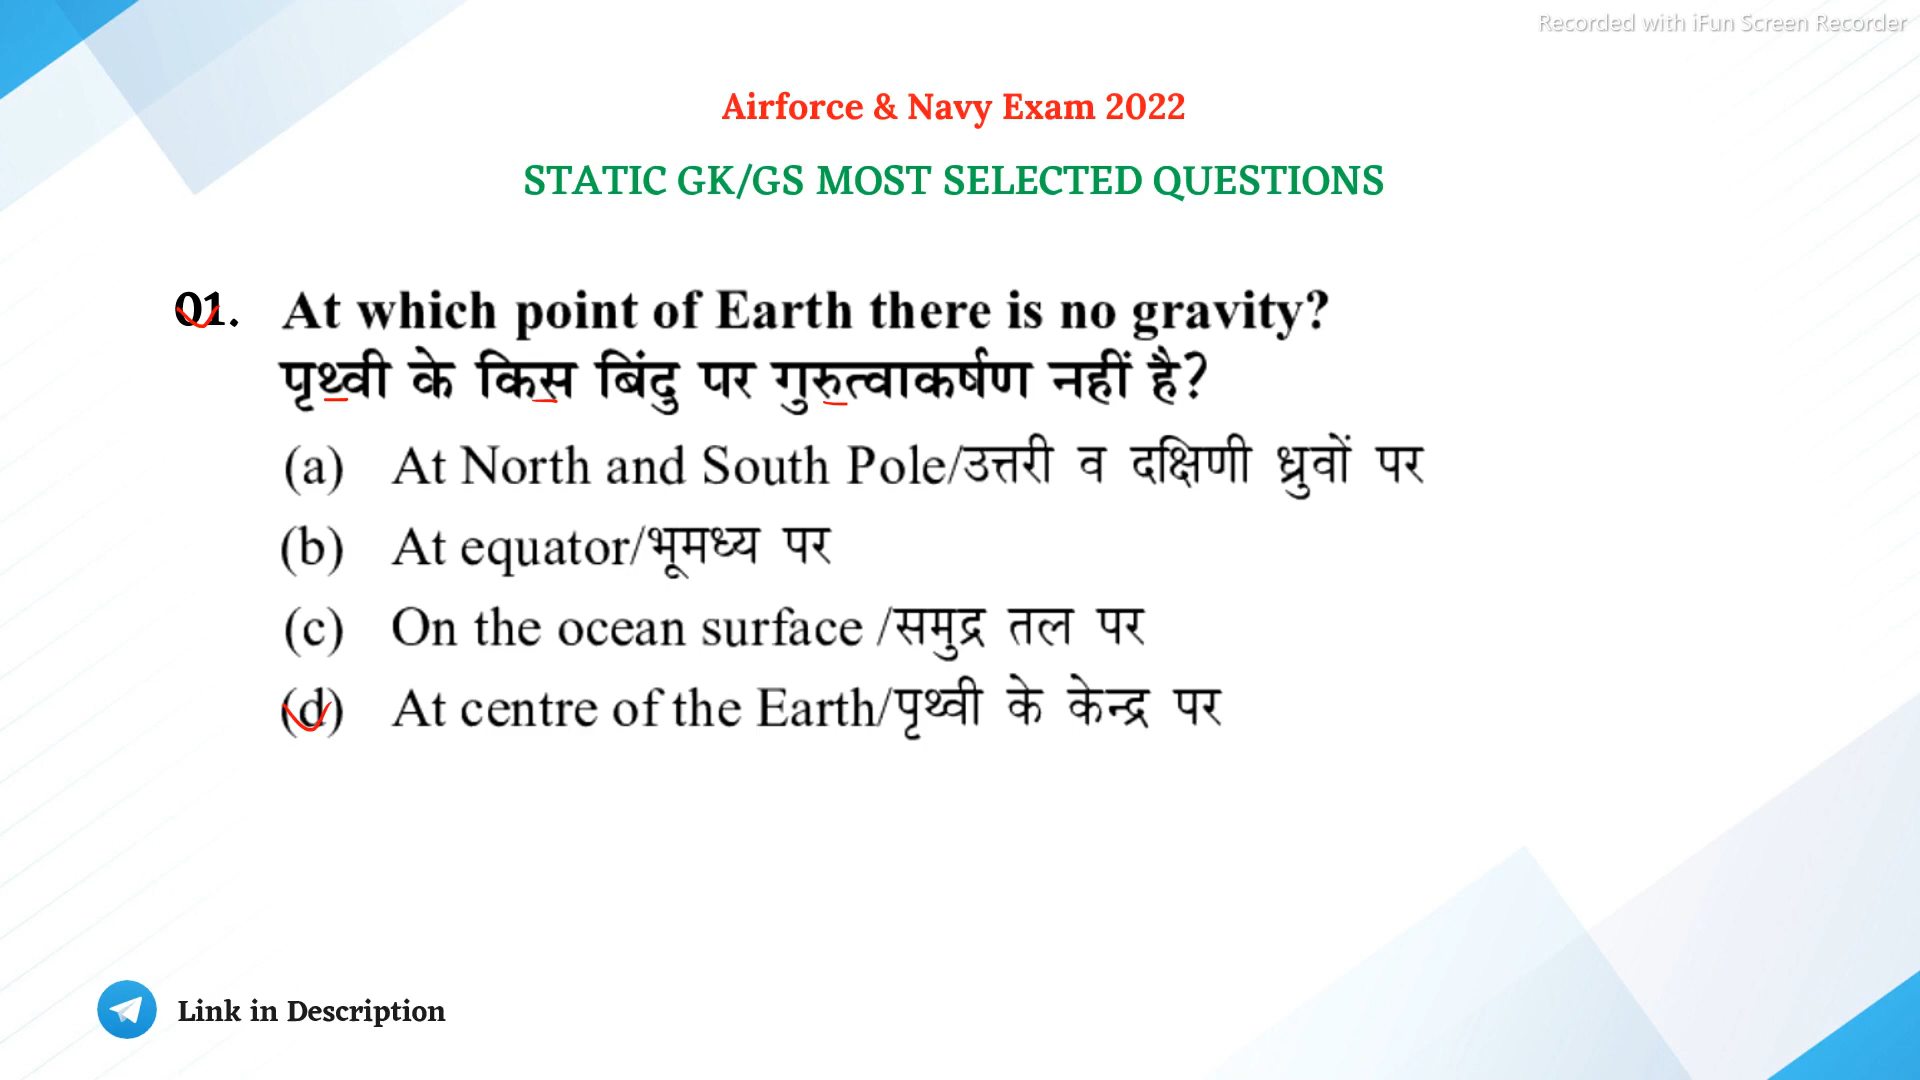 Recorded with iFun Screen Recorder
Airforce & Navy Exam 2022
STATIC GK/GS MOST SELECTED QUESTIONS
Q1. At which point of Earth there is no gravity?
पृथ्वी के किस बिंदु पर गुरुत्वाकर्षण नहीं है?
(a) At North and South Pole/उत्तरी व दक्षिणी ध्रुवों पर
(b) At equator/भूमध्य पर
(c) On the ocean surface /समुद्र तल पर
(d) At centre of the Earth/पृथ्वी के केन्द्र पर
Link in Description